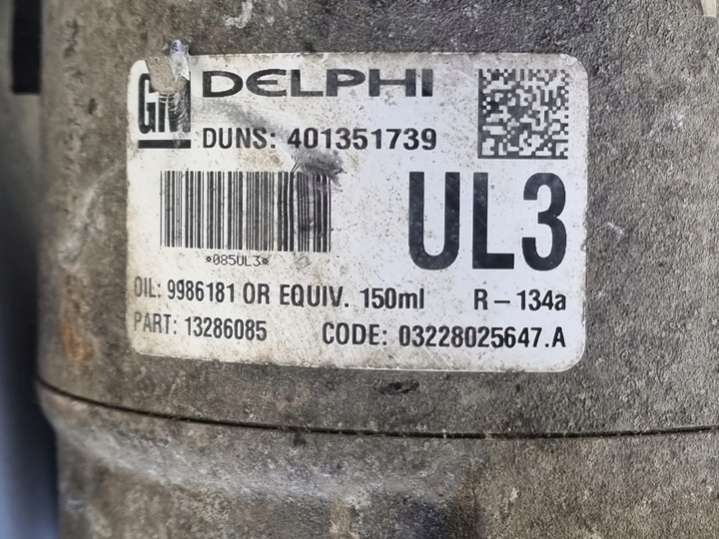 GM DELPHI
DUNS: 401351739
UL3
*085UL3*
OIL: 9986181 OR EQUIV. 150ml R-134a
PART: 13286085 CODE: 03228025647.A